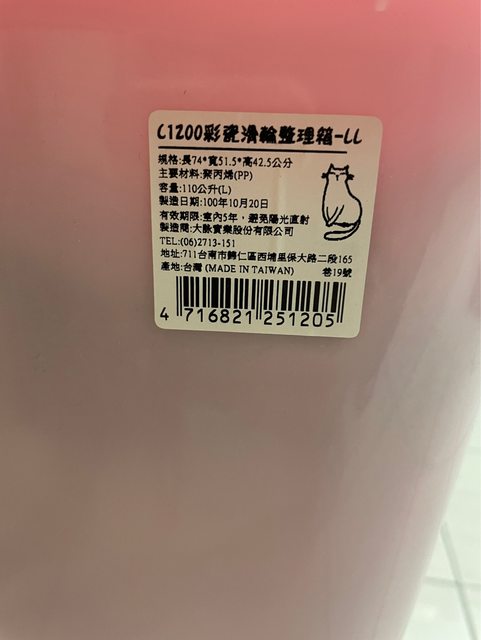 C1200彩瓷滑輪整理箱-LL
規格:長74*寬51.5*高42.5公分
主要材料:聚丙烯(PP)
容量:110公升(L)
製造日期:100年10月20日
有效期限:室內5年，避免陽光直射
製造商:大詠實業股份有限公司
TEL:(06)2713-151
地址:711台南市歸仁區西埔里保大路二段165
巷19號
產地:台灣 (MADE IN TAIWAN)
4 716821 251205